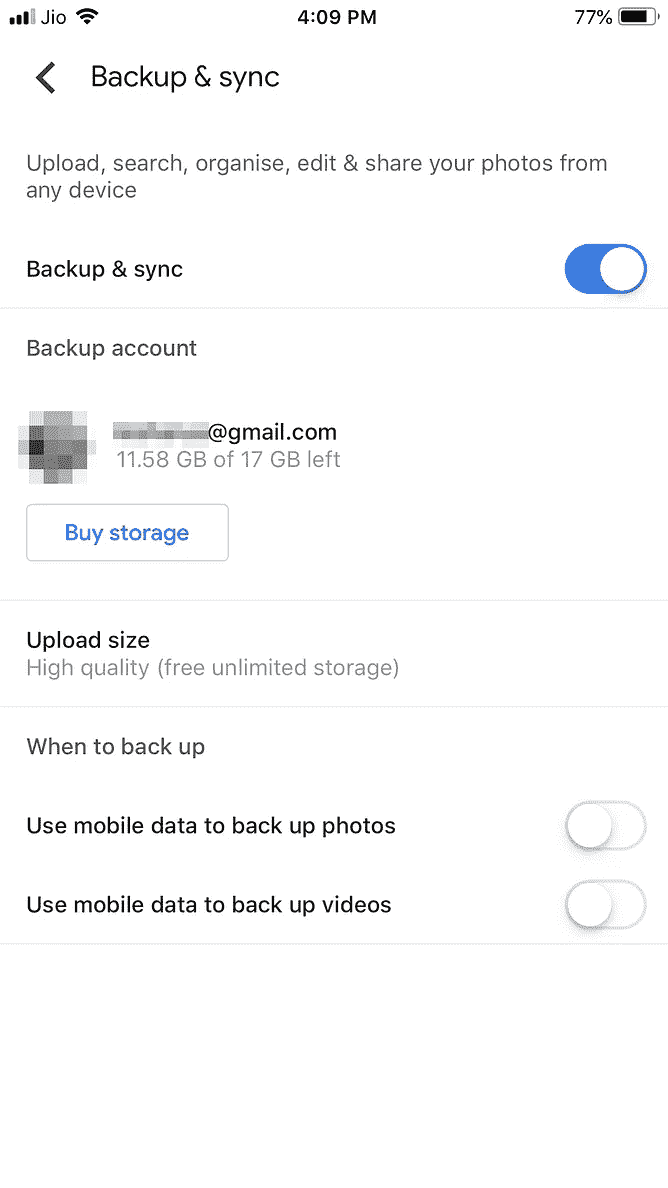 Jio 4:09 PM 77%
Backup & sync
Upload, search, organise, edit & share your photos from
any device
Backup & sync
Backup account
@gmail.com
11.58 GB of 17 GB left
Buy storage
Upload size
High quality (free unlimited storage)
When to back up
Use mobile data to back up photos
Use mobile data to back up videos